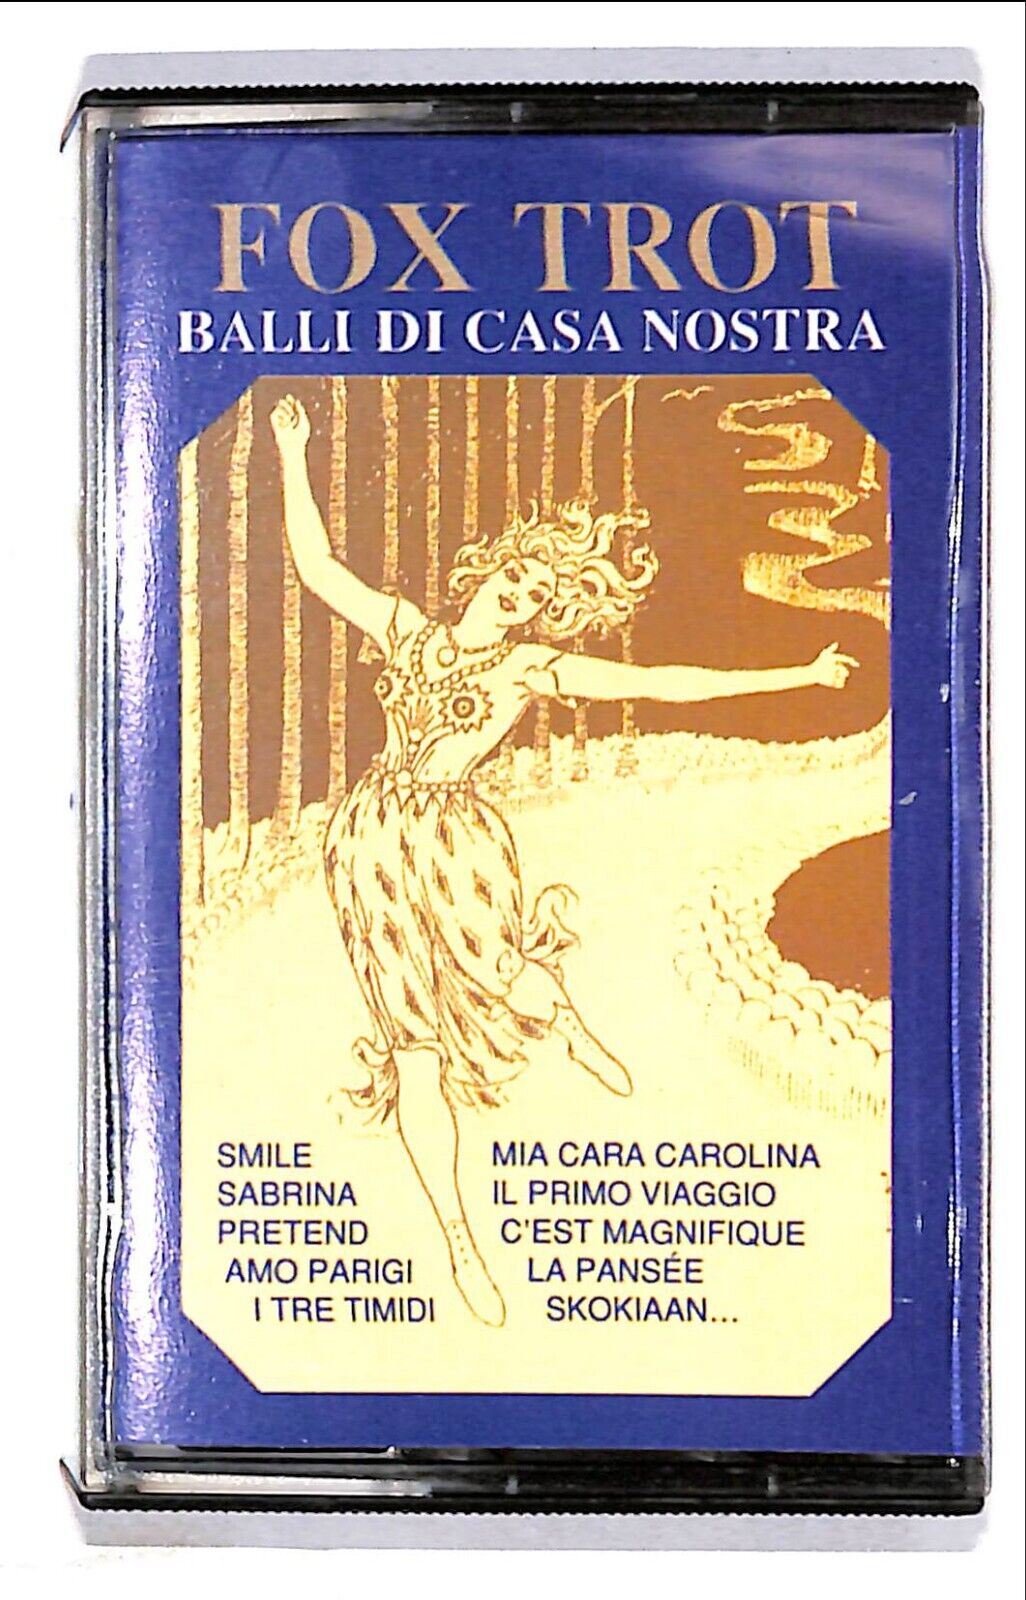 FOX TROT
BALLI DI CASA NOSTRA
SMILE
SABRINA
PRETEND
AMO PARIGI
I TRE TIMIDI
MIA CARA CAROLINA
IL PRIMO VIAGGIO
C'EST MAGNIFIQUE
LA PANSÉE
SKOKIAAN...